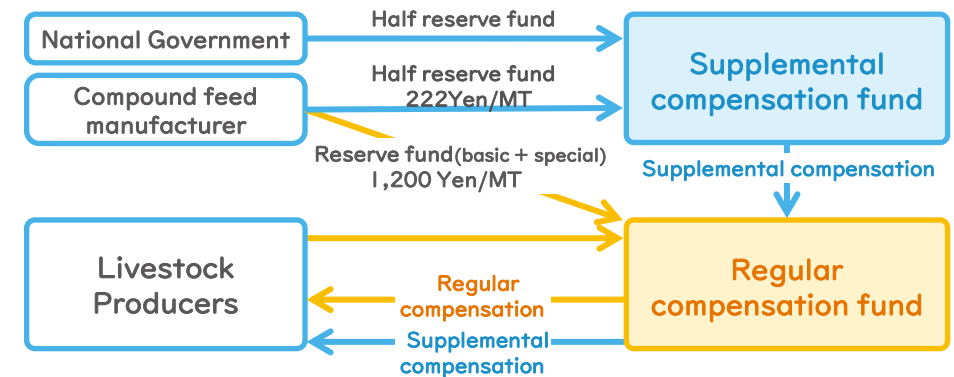 National Government
Half reserve fund
Supplemental
compensation fund
Compound feed
manufacturer
Half reserve fund
222Yen/MT
Reserve fund(basic + special)
1,200 Yen/MT
Supplemental compensation
Livestock
Producers
Regular
compensation
Supplemental
compensation
Regular
compensation fund